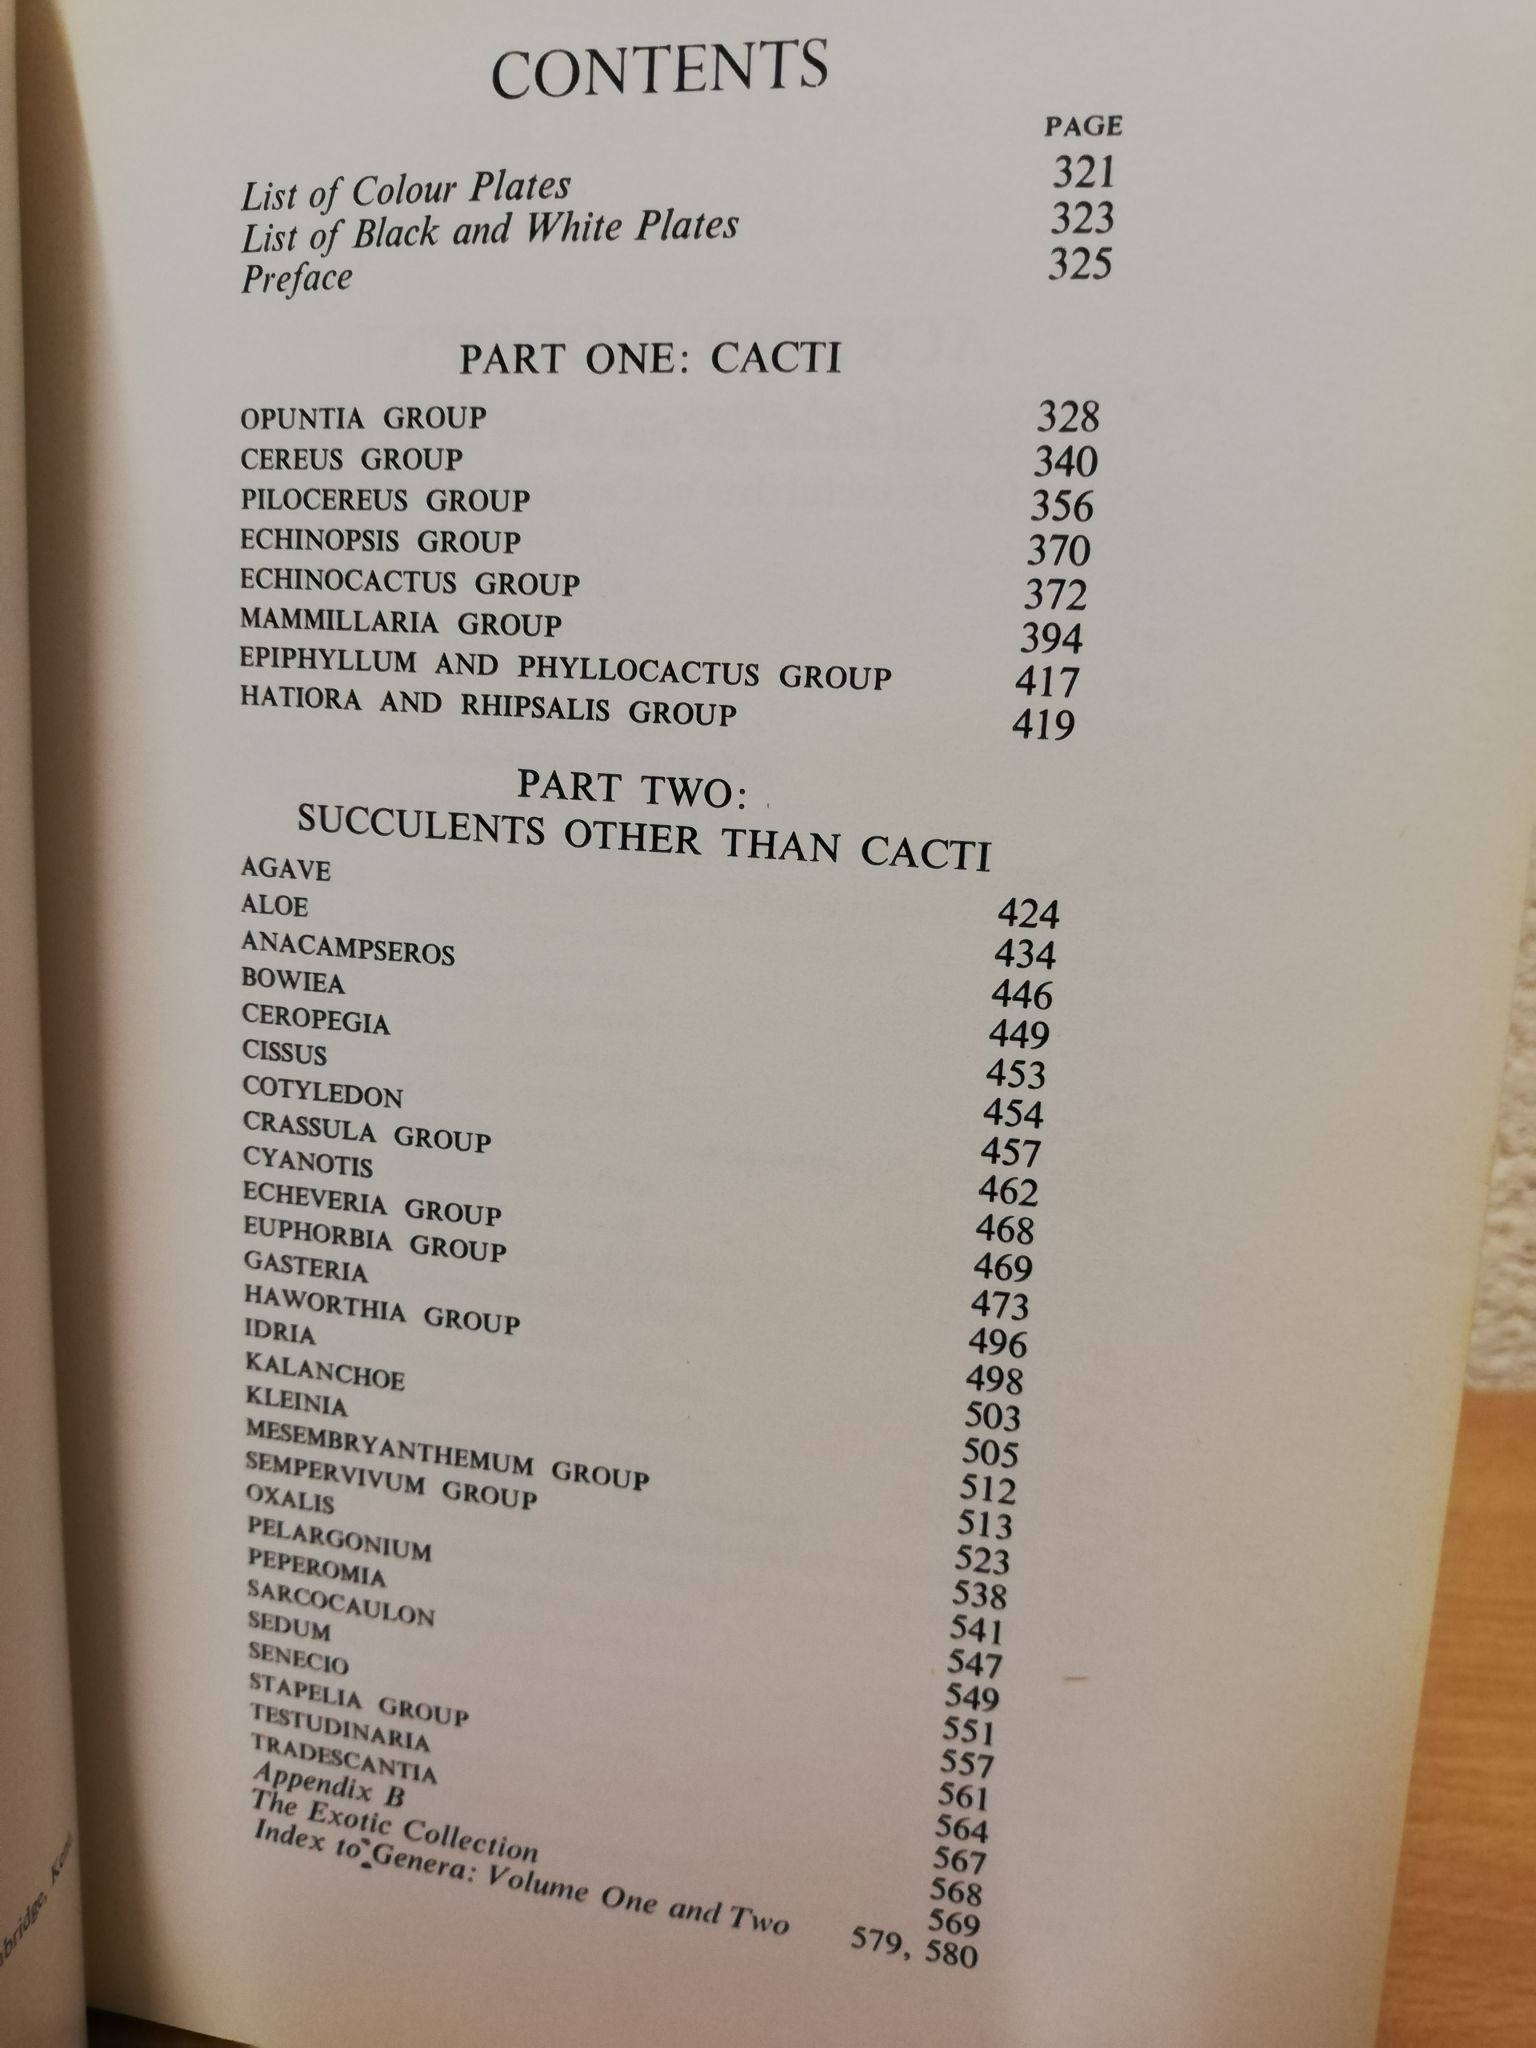 CONTENTS
PAGE
List of Colour Plates 321
List of Black and White Plates 323
Preface 325
PART ONE: CACTI
OPUNTIA GROUP 328
CEREUS GROUP 340
PILOCEREUS GROUP 356
ECHINOPSIS GROUP 370
ECHINOCACTUS GROUP 372
MAMMILLARIA GROUP 394
EPIPHYLLUM AND PHYLLOCACTUS GROUP 417
HATIORA AND RHIPSALIS GROUP 419
PART TWO:
SUCCULENTS OTHER THAN CACTI
AGAVE 424
ALOE 434
ANACAMPSEROS 446
BOWIEA 449
CEROPEGIA 453
CISSUS 454
COTYLEDON 457
CRASSULA GROUP 462
CYANOTIS 468
ECHEVERIA GROUP 469
EUPHORBIA GROUP 473
GASTERIA 496
HAWORTHIA GROUP 498
IDRIA 503
KALANCHOE 505
KLEINIA 512
MESEMBRYANTHEMUM GROUP 513
SEMPERVIVUM GROUP 523
OXALIS 538
PELARGONIUM 541
PEPEROMIA 547
SARCOCAULON 549
SEDUM 551
SENECIO 557
STAPELIA GROUP 561
TESTUDINARIA 564
TRADESCANTIA 567
Appendix B 568
The Exotic Collection 569
Index to Genera: Volume One and Two 579, 580